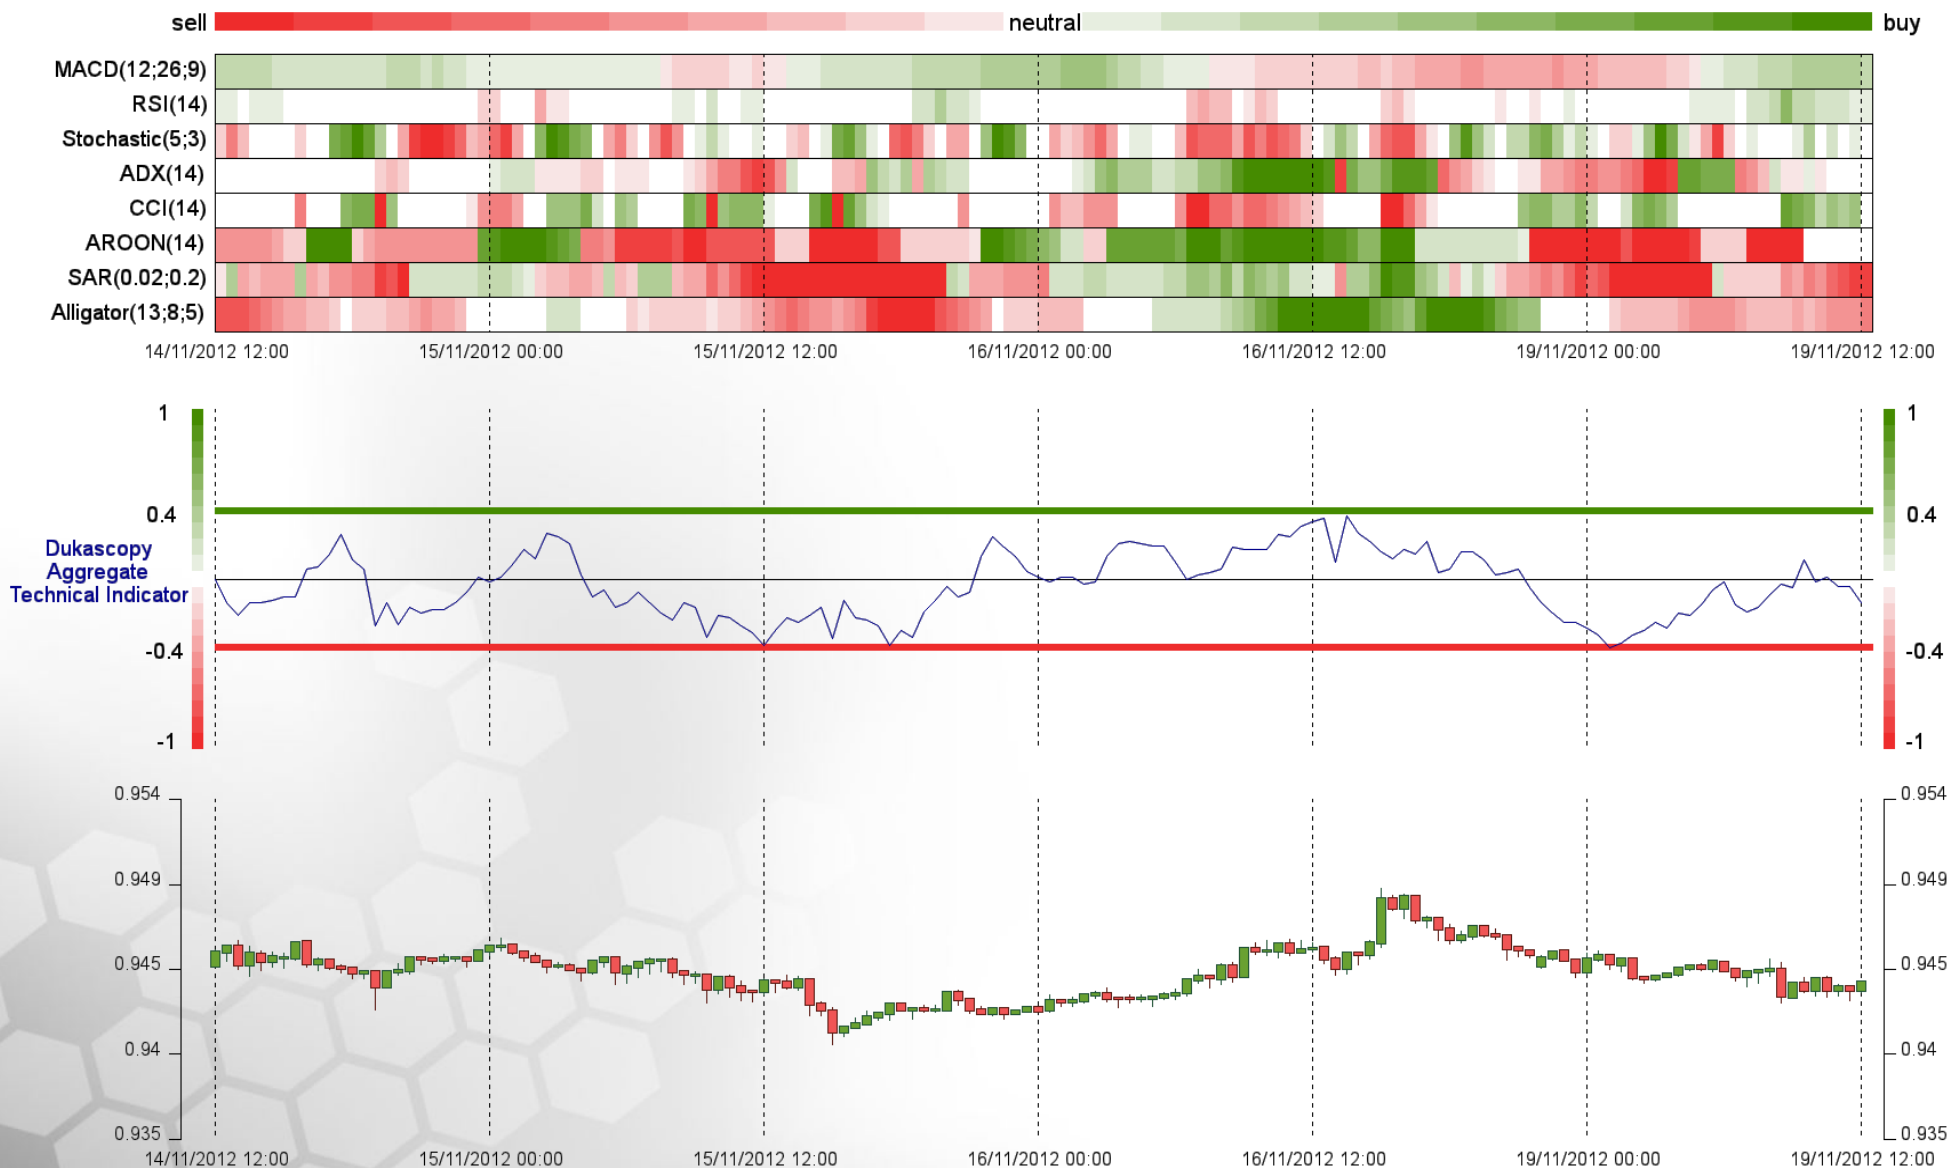 sell neutral buy
MACD(12;26;9)
RSI(14)
Stochastic(5;3)
ADX(14)
CCI(14)
AROON(14)
SAR(0.02;0.2)
Alligator(13;8;5)
14/11/2012 12:00 15/11/2012 00:00 15/11/2012 12:00 16/11/2012 00:00 16/11/2012 12:00 19/11/2012 00:00 19/11/2012 12:00
1 1
0.4 0.4
Dukascopy
Aggregate
Technical Indicator
-0.4 -0.4
-1 -1
0.954 0.954
0.949 0.949
0.945 0.945
0.94 0.94
0.935 0.935
14/11/2012 12:00 15/11/2012 00:00 15/11/2012 12:00 16/11/2012 00:00 16/11/2012 12:00 19/11/2012 00:00 19/11/2012 12:00